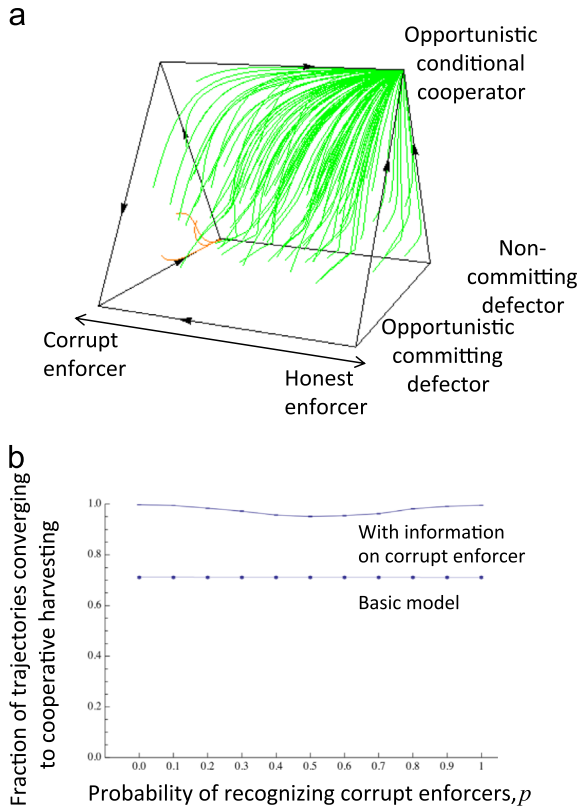 a
Opportunistic
conditional
cooperator
Non-
committing
defector
Opportunistic
committing
defector
Corrupt
enforcer
Honest
enforcer
b
Fraction of trajectories converging
to cooperative harvesting
1.0
0.8
0.6
0.4
0.2
0.0
With information
on corrupt enforcer
Basic model
0.0 0.1 0.2 0.3 0.4 0.5 0.6 0.7 0.8 0.9 1
Probability of recognizing corrupt enforcers, p